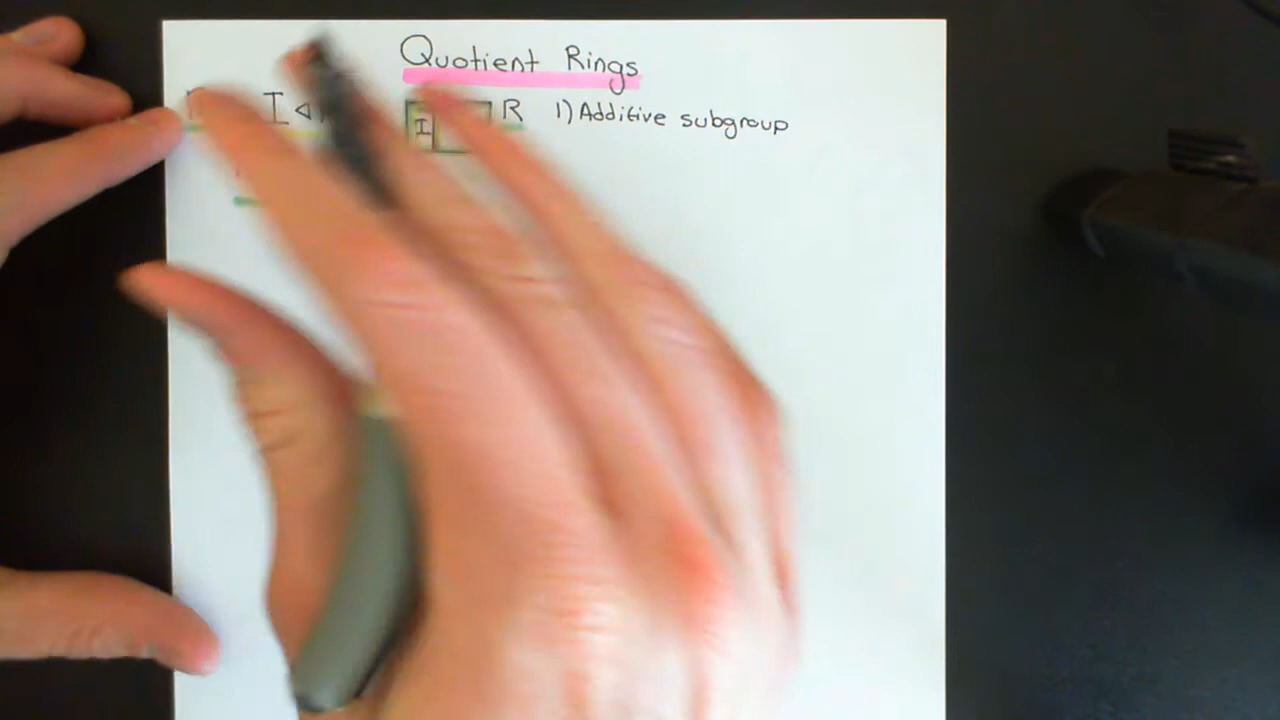 Quotient Rings
I ◁ I R 1) Additive subgroup